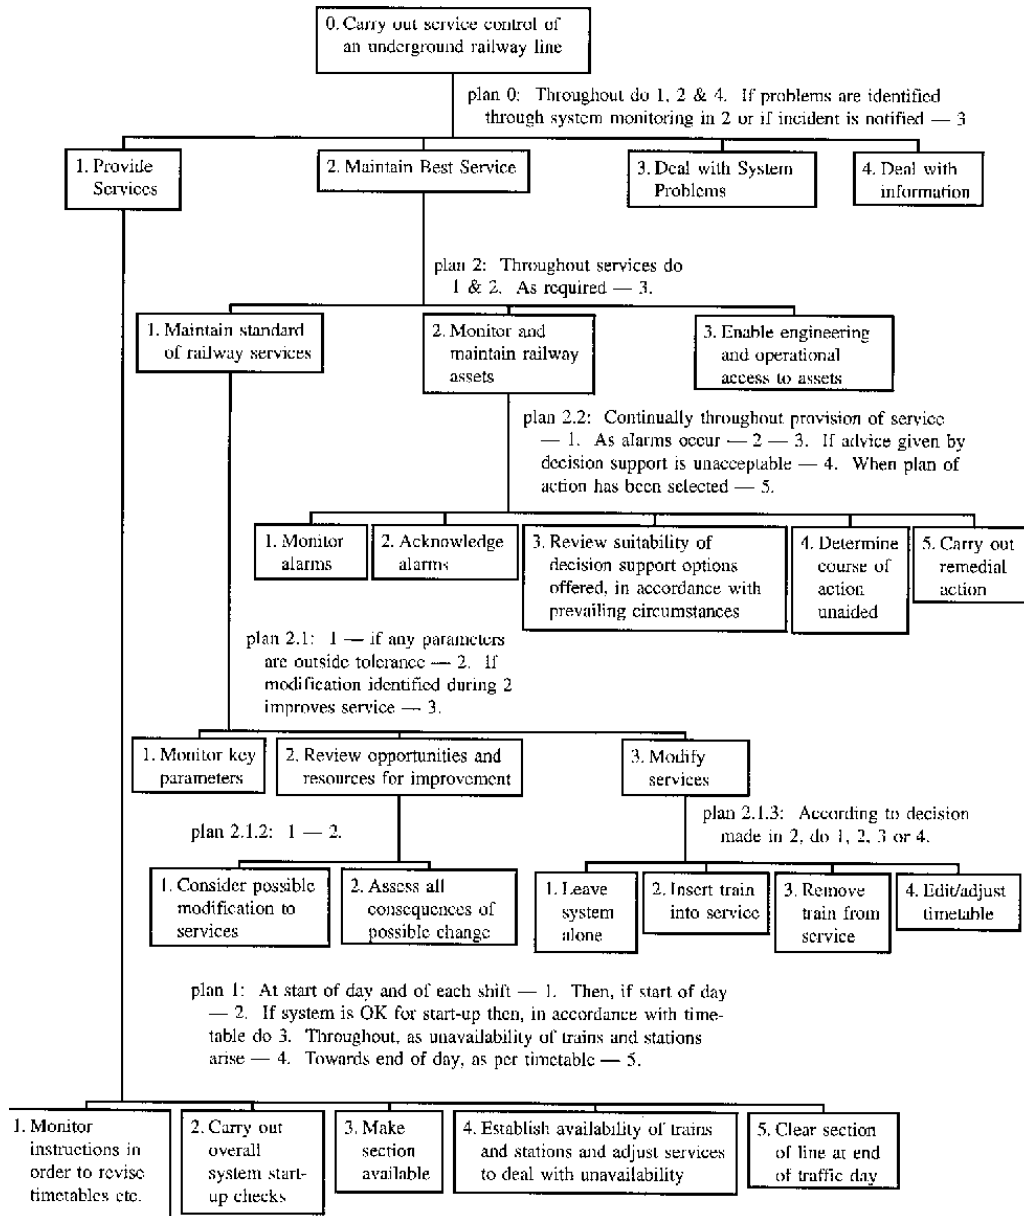 0. Carry out service control of
an underground railway line
plan 0: Throughout do 1, 2 & 4. If problems are identified
through system monitoring in 2 or if incident is notified — 3
1. Provide
Services
2. Maintain Best Service
3. Deal with System
Problems
4. Deal with
information
plan 2: Throughout services do
1 & 2. As required — 3.
1. Maintain standard
of railway services
2. Monitor and
maintain railway
assets
3. Enable engineering
and operational
access to assets
plan 2.2: Continually throughout provision of service
— 1. As alarms occur — 2 — 3. If advice given by
decision support is unacceptable — 4. When plan of
action has been selected — 5.
1. Monitor
alarms
2. Acknowledge
alarms
3. Review suitability of
decision support options
offered, in accordance with
prevailing circumstances
4. Determine
course of
action
unaided
5. Carry out
remedial
action
plan 2.1: 1 — if any parameters
are outside tolerance — 2. If
modification identified during 2
improves service — 3.
1. Monitor key
parameters
2. Review opportunities and
resources for improvement
3. Modify
services
plan 2.1.2: 1 — 2.
plan 2.1.3: According to decision
made in 2, do 1, 2, 3 or 4.
1. Consider possible
modification to
services
2. Assess all
consequences of
possible change
1. Leave
system
alone
2. Insert train
into service
3. Remove
train from
service
4. Edit/adjust
timetable
plan 1: At start of day and of each shift — 1. Then, if start of day
— 2. If system is OK for start-up then, in accordance with time-
table do 3. Throughout, as unavailability of trains and stations
arise — 4. Towards end of day, as per timetable — 5.
1. Monitor
instructions in
order to revise
timetables etc.
2. Carry out
overall
system start-
up checks
3. Make
section
available
4. Establish availability of trains
and stations and adjust services
to deal with unavailability
5. Clear section
of line at end
of traffic day